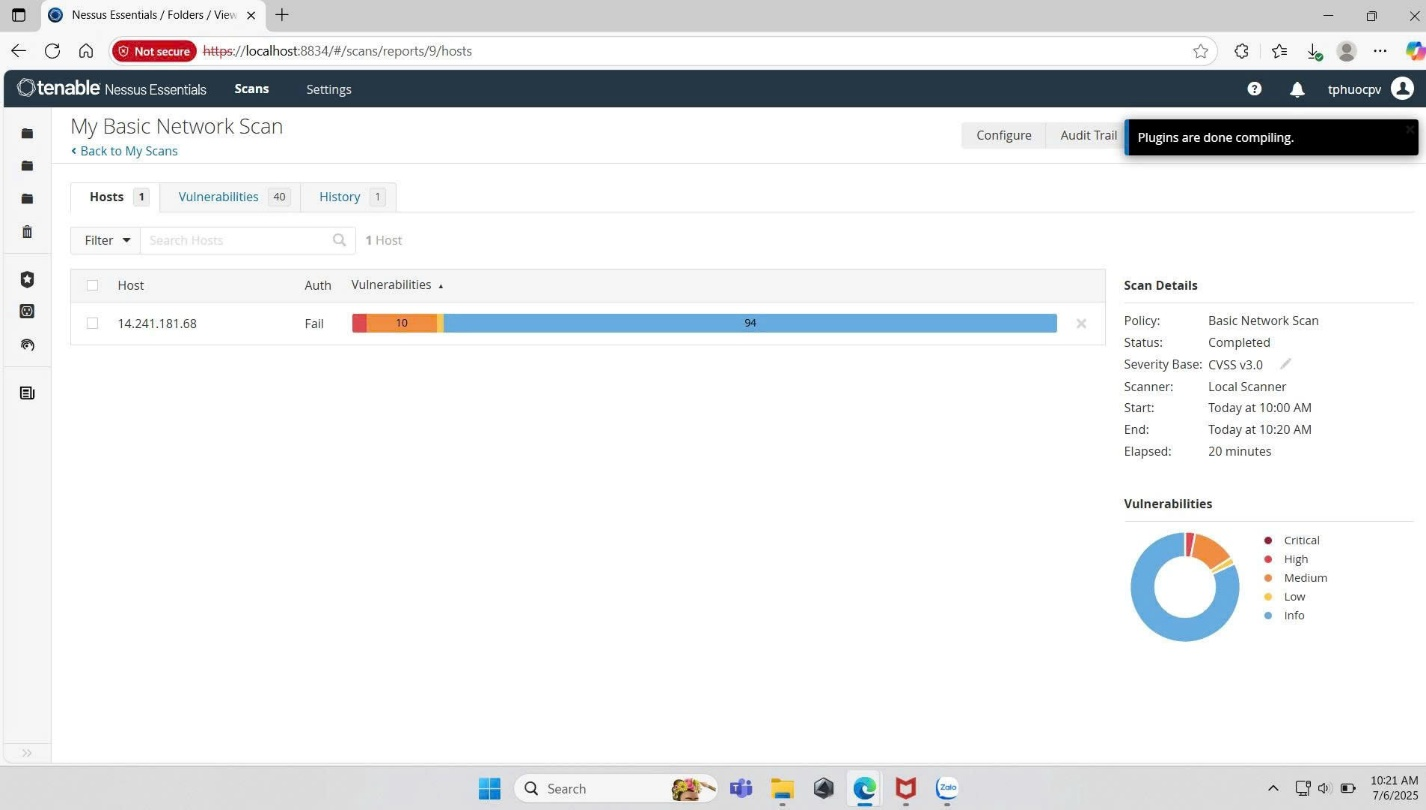 Nessus Essentials / Folders / View
Not secure https://localhost:8834/#/scans/reports/9/hosts
tenable Nessus Essentials Scans Settings tphuocpv
My Basic Network Scan
Configure Audit Trail
Plugins are done compiling.
Back to My Scans
Hosts 1 Vulnerabilities 40 History 1
Filter Search Hosts 1 Host
Host Auth Vulnerabilities
14.241.181.68 Fail 10 94
Scan Details
Policy: Basic Network Scan
Status: Completed
Severity Base: CVSS v3.0
Scanner: Local Scanner
Start: Today at 10:00 AM
End: Today at 10:20 AM
Elapsed: 20 minutes
Vulnerabilities
Critical
High
Medium
Low
Info
Search Zalo 10:21 AM
7/6/2025